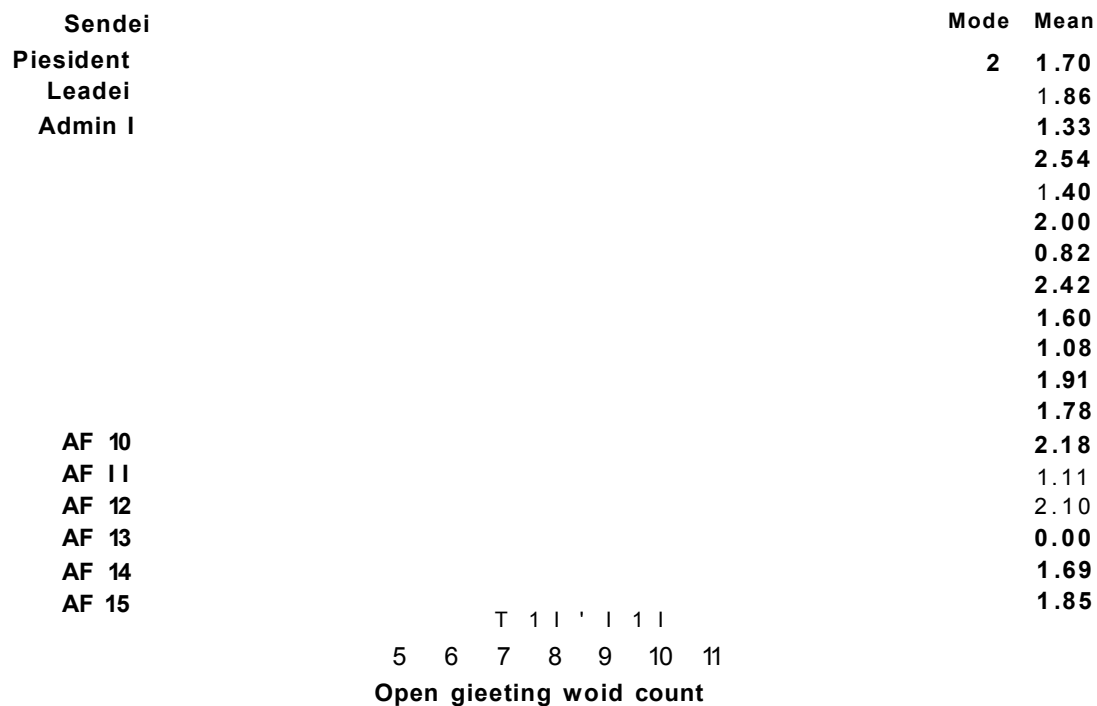 Sendei Mode Mean
Piesident 2 1.70
Leadei 1.86
Admin I 1.33
2.54
1.40
2.00
0.82
2.42
1.60
1.08
1.91
1.78
AF 10 2.18
AF I I 1.11
AF 12 2.10
AF 13 0.00
AF 14 1.69
AF 15 1.85
T 1 I ' I 1 I
5 6 7 8 9 10 11
Open gieeting woid count